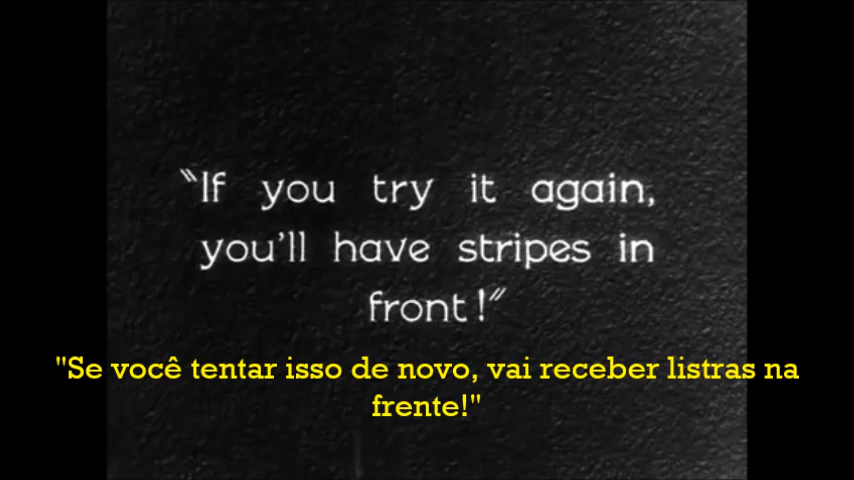 "If you try it again,
you'll have stripes in
front!"
"Se você tentar isso de novo, vai receber listras na
frente!"